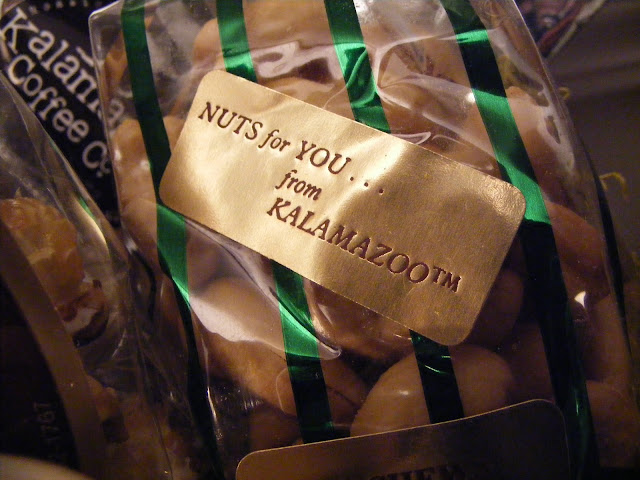 Kalama
Coffee Co
NUTS for YOU . . .
from
KALAMAZOO™